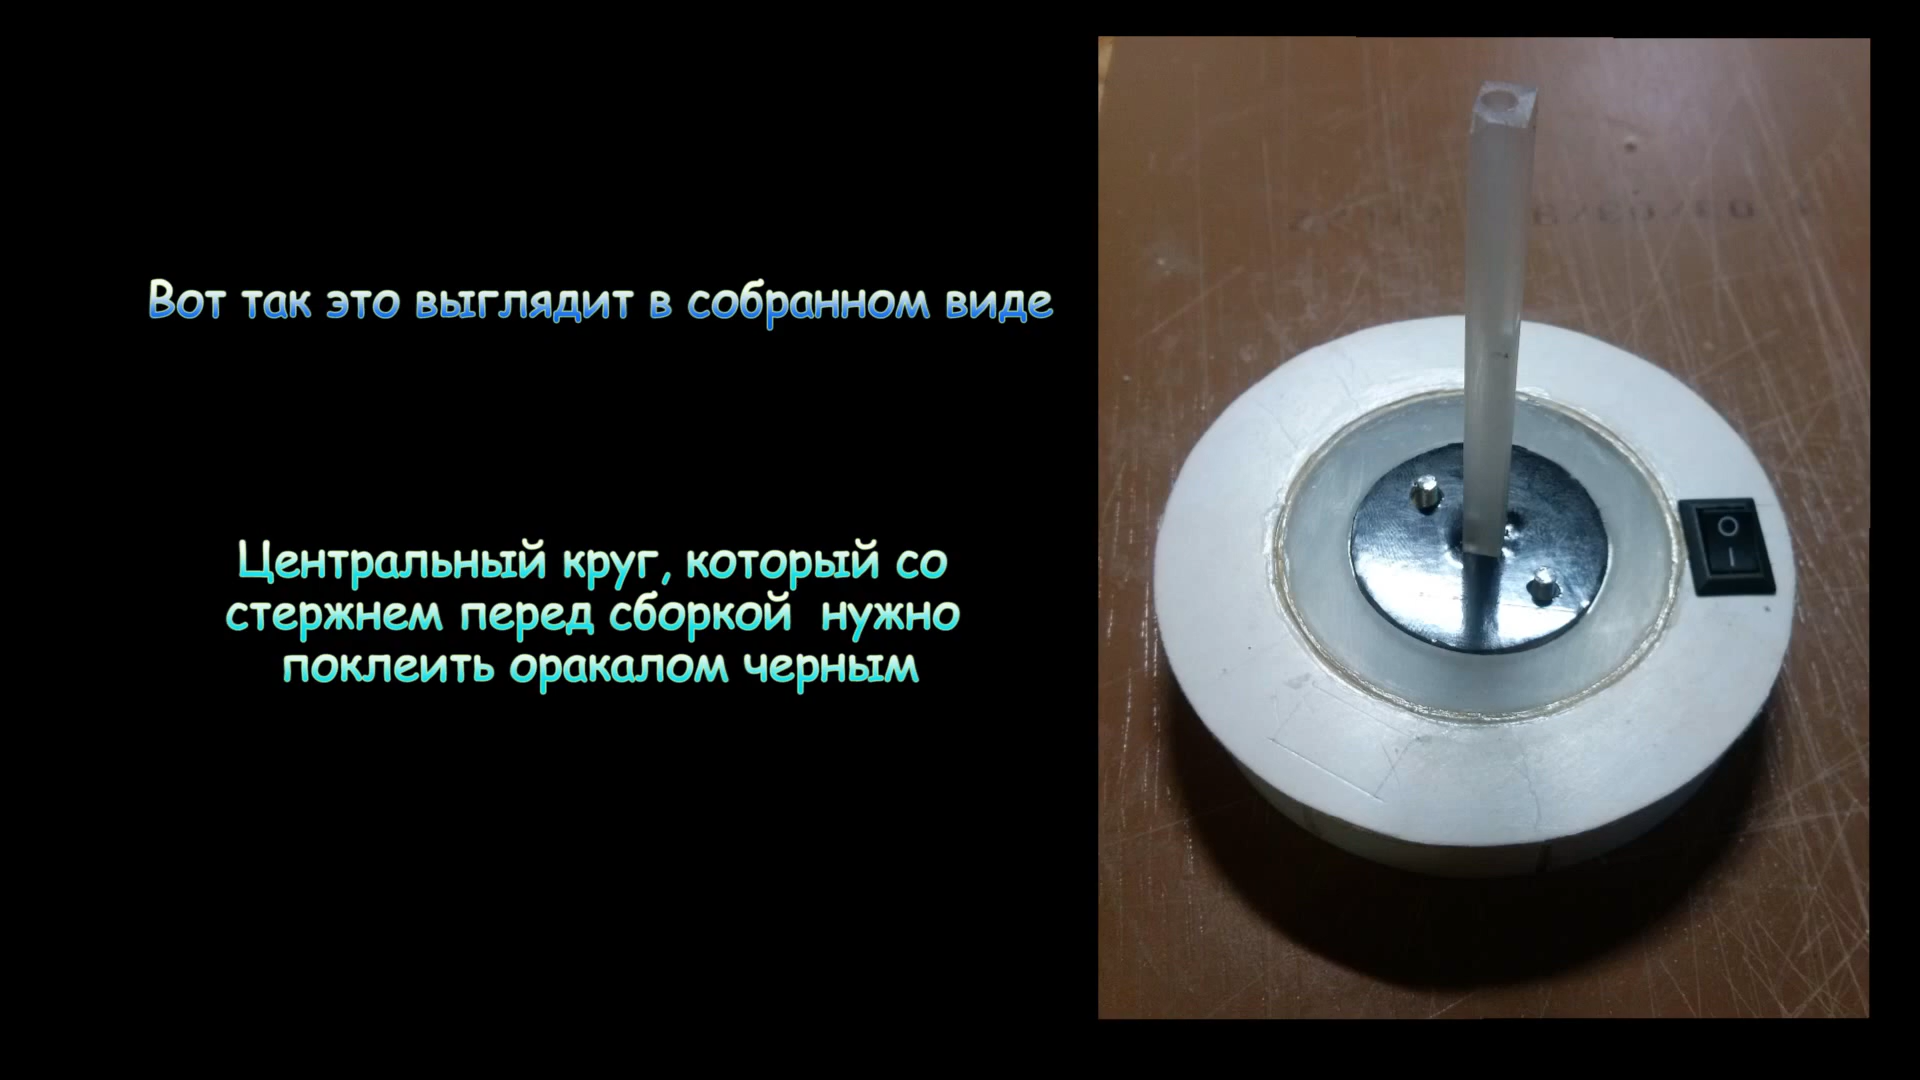 Вот так это выглядит в собранном виде
Центральный круг, который со
стержнем перед сборкой нужно
поклеить оракалом черным